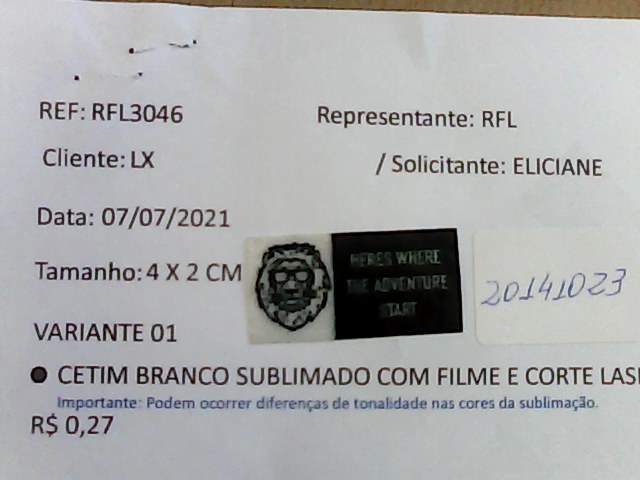 REF: RFL3046
Representante: RFL
Cliente: LX
/ Solicitante: ELICIANE
Data: 07/07/2021
Tamanho: 4 X 2 CM
HERES WHERE
THE ADVENTURE
START
20141023
VARIANTE 01
● CETIM BRANCO SUBLIMADO COM FILME E CORTE LAS
Importante: Podem ocorrer diferenças de tonalidade nas cores da sublimação.
R$ 0,27